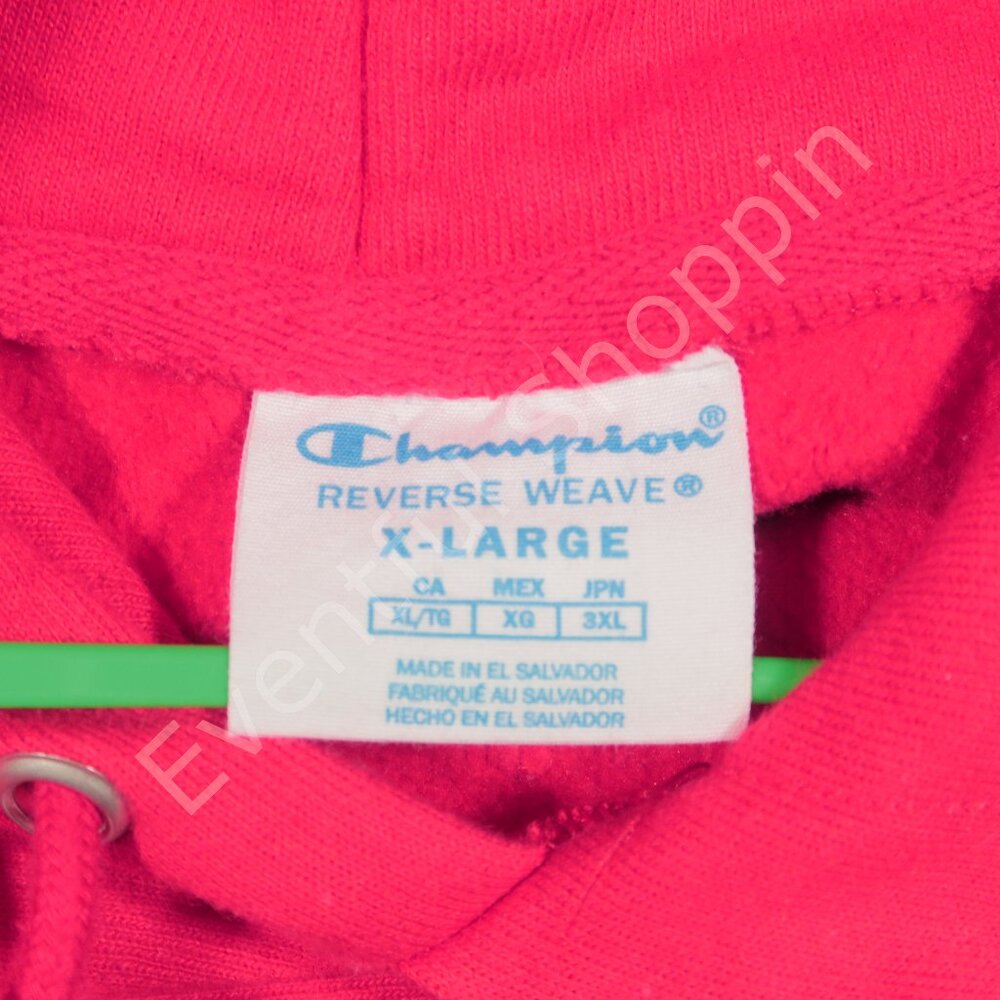 Champion®
REVERSE WEAVE®
X-LARGE
CA MEX JPN
XL/TG XG 3XL
MADE IN EL SALVADOR
FABRIQUÉ AU SALVADOR
HECHO EN EL SALVADOR
Eventful shoppin